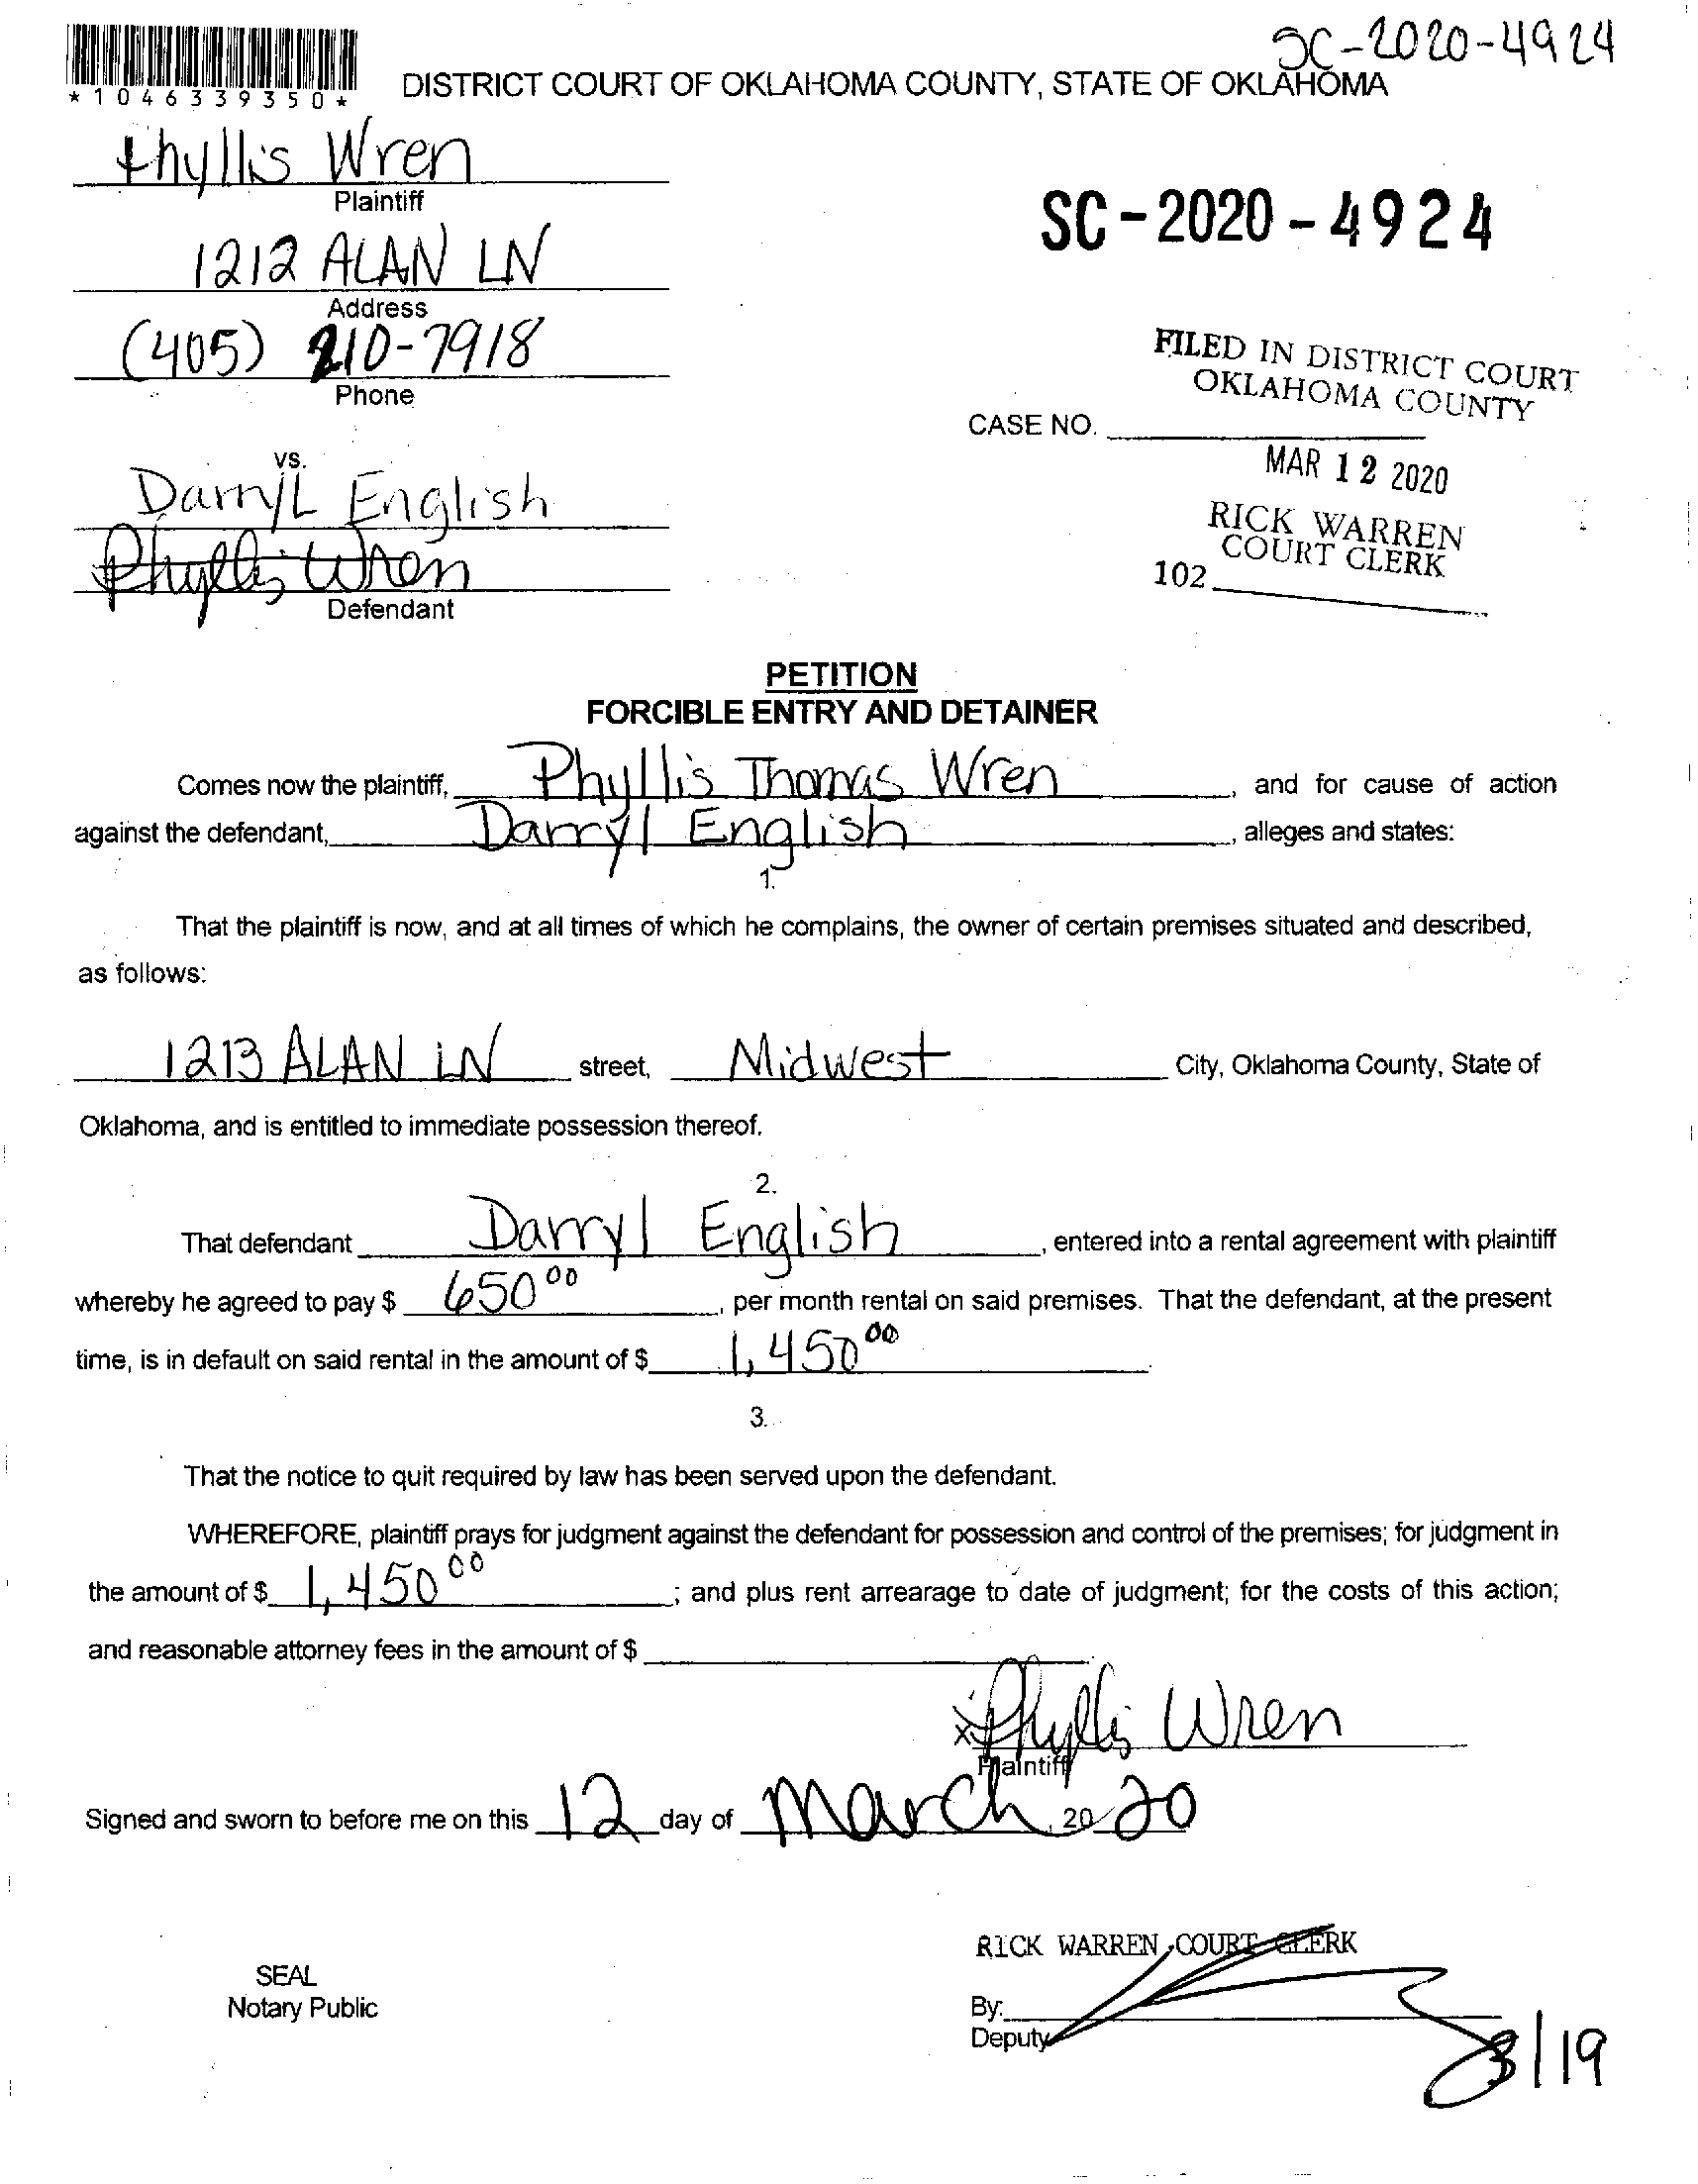 SC-2020-4924
*1046339350*
DISTRICT COURT OF OKLAHOMA COUNTY, STATE OF OKLAHOMA
Phyllis Wren
Plaintiff
SC-2020-4924
1212 ALAN LN
Address
(405) 210-7918
Phone
FILED IN DISTRICT COURT
OKLAHOMA COUNTY
CASE NO.
MAR 12 2020
vs.
Darryl English
RICK WARREN
COURT CLERK
102
Phyllis Wren
Defendant
PETITION
FORCIBLE ENTRY AND DETAINER
Comes now the plaintiff, Phyllis Thomas Wren, and for cause of action
against the defendant, Darryl English, alleges and states:
1.
That the plaintiff is now, and at all times of which he complains, the owner of certain premises situated and described,
as follows:
1213 ALAN LN street, Midwest City, Oklahoma County, State of
Oklahoma, and is entitled to immediate possession thereof.
2.
That defendant Darryl English, entered into a rental agreement with plaintiff
whereby he agreed to pay $ 650 00, per month rental on said premises. That the defendant, at the present
time, is in default on said rental in the amount of $ 1,450 00.
3.
That the notice to quit required by law has been served upon the defendant.
WHEREFORE, plaintiff prays for judgment against the defendant for possession and control of the premises; for judgment in
the amount of $ 1,450 00; and plus rent arrearage to date of judgment; for the costs of this action;
and reasonable attorney fees in the amount of $
x Phyllis Wren
Plaintiff
Signed and sworn to before me on this 12 day of March, 20 20
RICK WARREN, COURT CLERK
SEAL
Notary Public
By:
Deputy
3/19